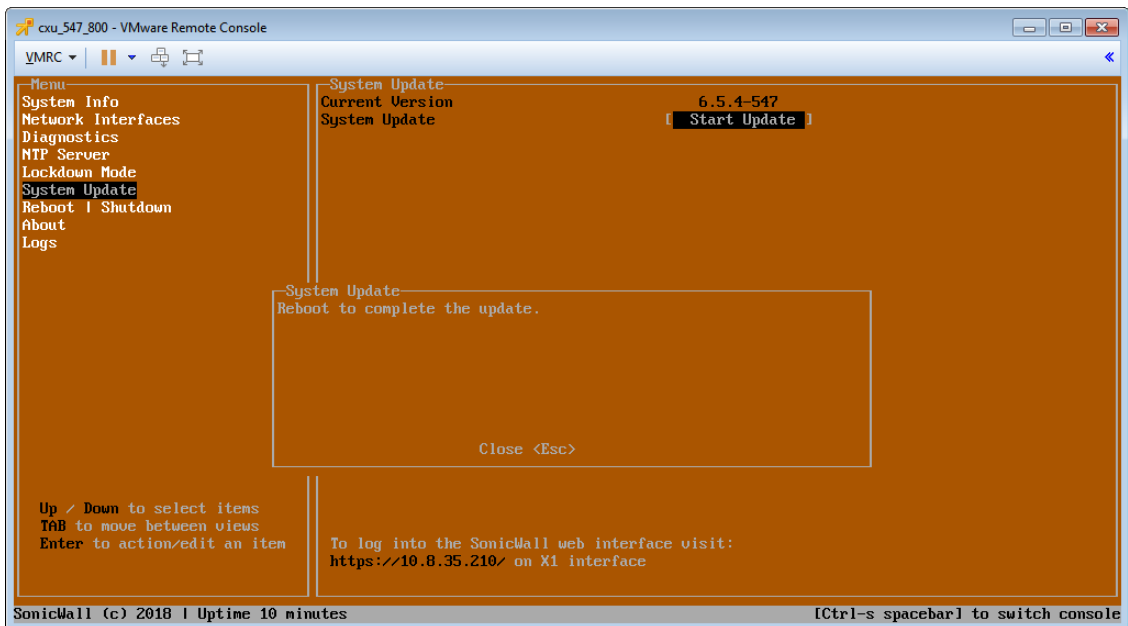 cxu_547_800 - VMware Remote Console
VMRC
Menu
System Info
Network Interfaces
Diagnostics
NTP Server
Lockdown Mode
System Update
Reboot | Shutdown
About
Logs
Up / Down to select items
TAB to move between views
Enter to action/edit an item
System Update
Current Version 6.5.4-547
System Update [ Start Update ]
System Update
Reboot to complete the update.
Close <Esc>
To log into the SonicWall web interface visit:
https://10.8.35.210/ on X1 interface
SonicWall (c) 2018 | Uptime 10 minutes [Ctrl-s spacebar] to switch console